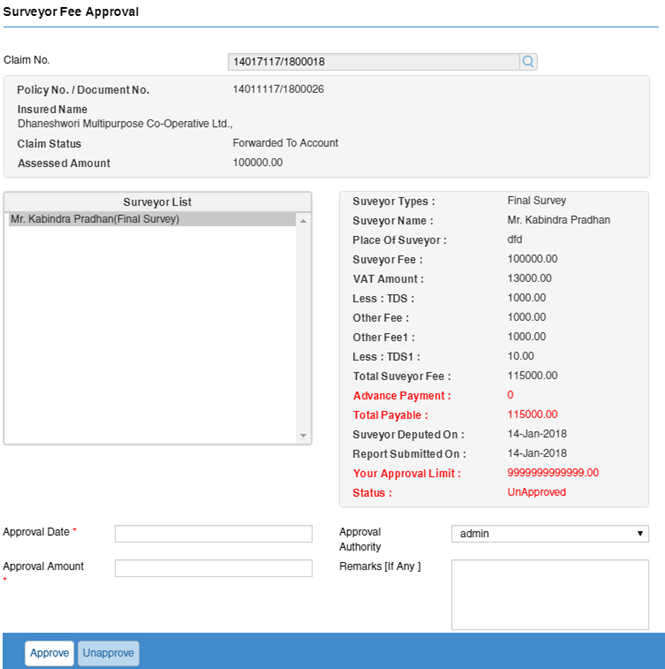 Surveyor Fee Approval
Claim No. 14017117/1800018
Policy No. / Document No. 14011117/1800026
Insured Name
Dhaneshwori Multipurpose Co-Operative Ltd.,
Claim Status Forwarded To Account
Assessed Amount 100000.00
Surveyor List
Mr. Kabindra Pradhan(Final Survey)
Suveyor Types : Final Survey
Suveyor Name : Mr. Kabindra Pradhan
Place Of Suveyor : dfd
Suveyor Fee : 100000.00
VAT Amount : 13000.00
Less : TDS : 1000.00
Other Fee : 1000.00
Other Fee1 : 1000.00
Less : TDS1 : 10.00
Total Suveyor Fee : 115000.00
Advance Payment : 0
Total Payable : 115000.00
Suveyor Deputed On : 14-Jan-2018
Report Submitted On : 14-Jan-2018
Your Approval Limit : 9999999999999.00
Status : UnApproved
Approval Date *
Approval Authority admin
Approval Amount *
Remarks [If Any ]
Approve Unapprove